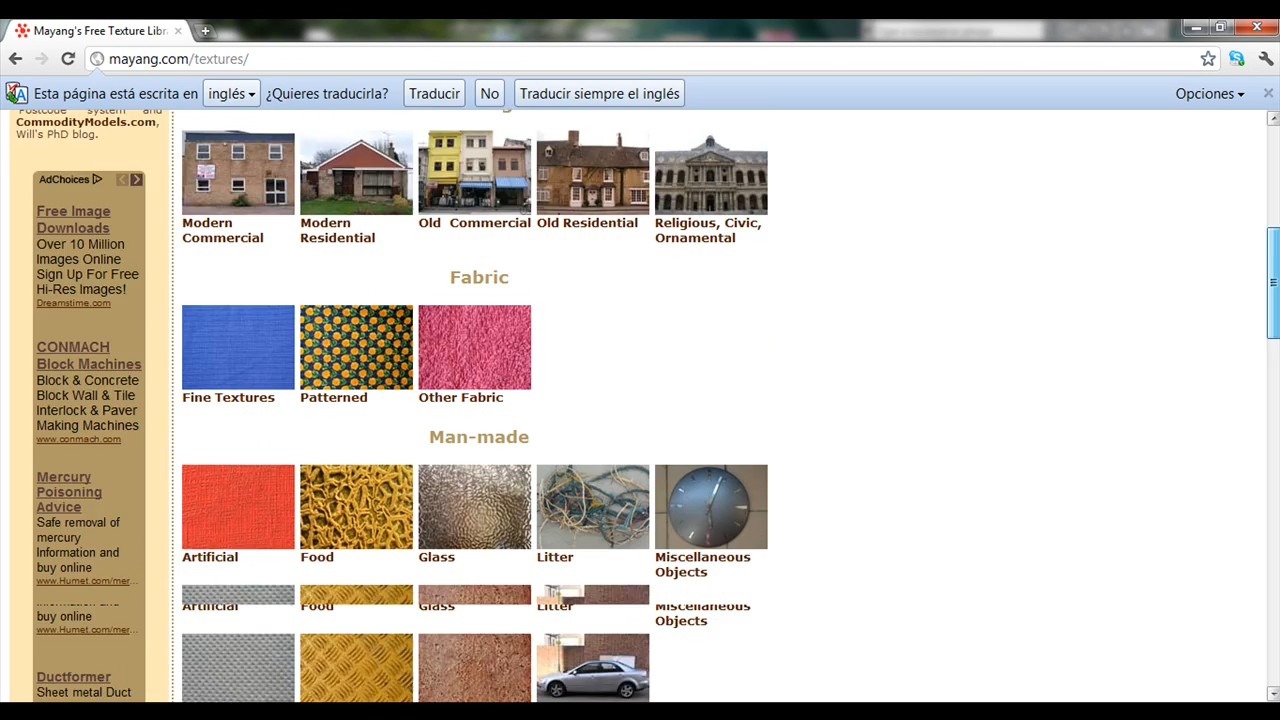 Mayang's Free Texture Libr
mayang.com/textures/
Esta página está escrita en inglés ¿Quieres traducirla? Traducir No Traducir siempre el inglés Opciones
Postcode system and
CommodityModels.com,
Will's PhD blog.
AdChoices
Free Image
Downloads
Over 10 Million
Images Online
Sign Up For Free
Hi-Res Images!
Dreamstime.com
CONMACH
Block Machines
Block & Concrete
Block Wall & Tile
Interlock & Paver
Making Machines
www.conmach.com
Mercury
Poisoning
Advice
Safe removal of
mercury
Information and
buy online
www.Humet.com/mer...
information and
buy online
www.Humet.com/mer...
Ductformer
Sheet metal Duct
Modern
Commercial
Modern
Residential
Old Commercial
Old Residential
Religious, Civic,
Ornamental
Fabric
Fine Textures
Patterned
Other Fabric
Man-made
Artificial
Food
Glass
Litter
Miscellaneous
Objects
Artificial
Food
Glass
Litter
Miscellaneous
Objects